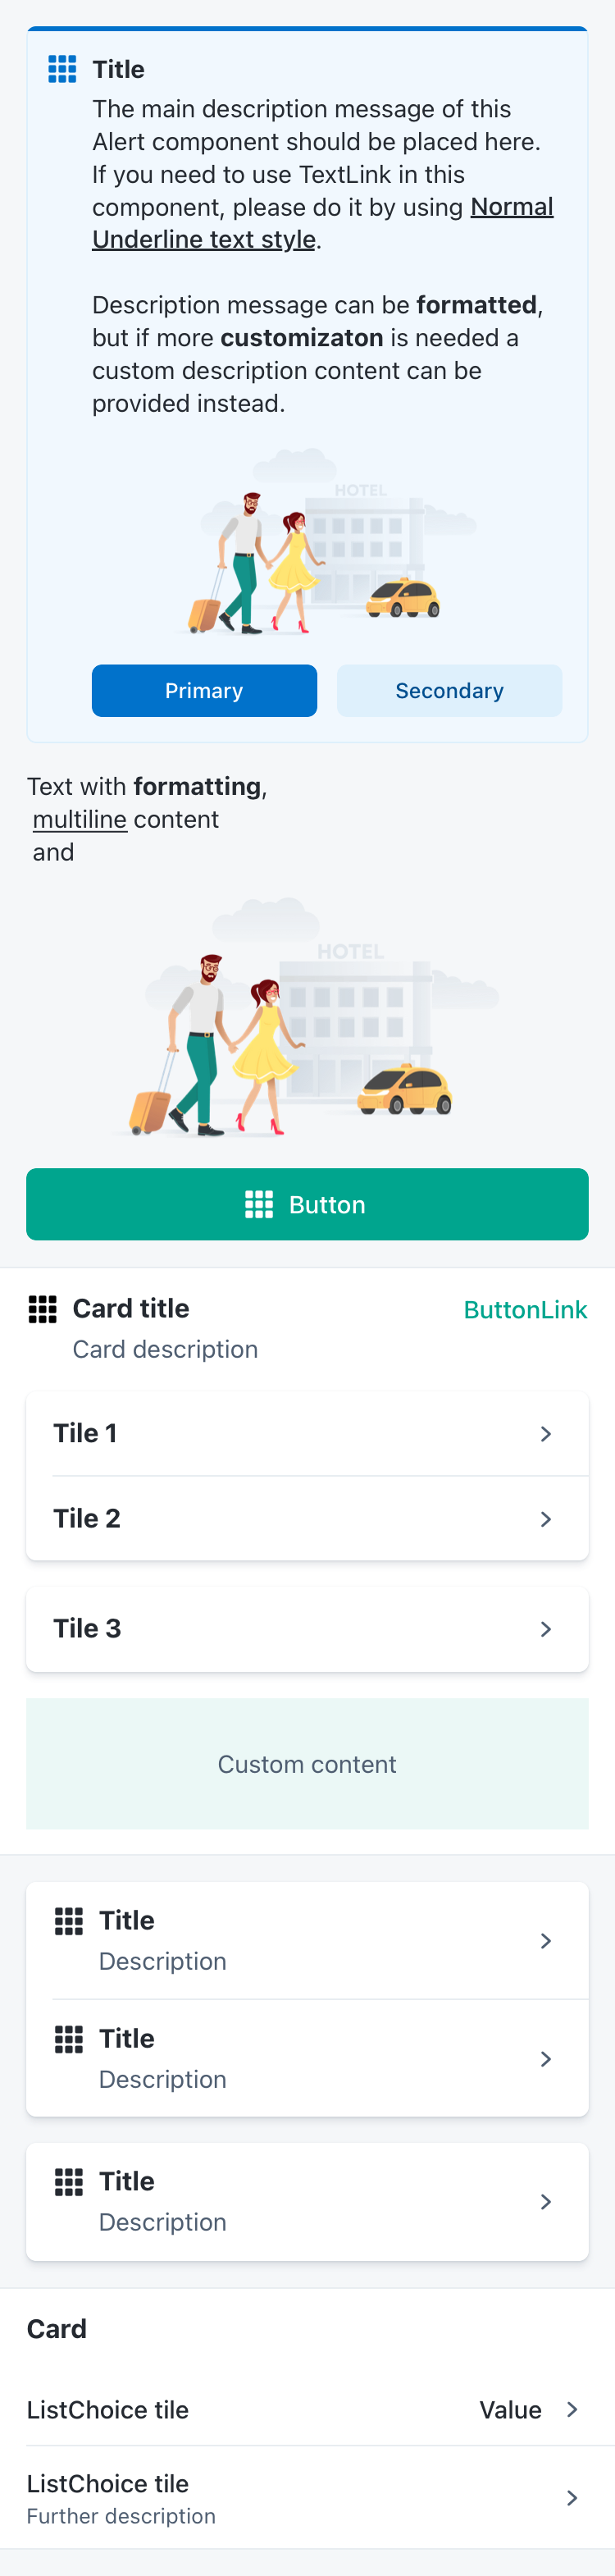 Title
The main description message of this
Alert component should be placed here.
If you need to use TextLink in this
component, please do it by using Normal
Underline text style.
Description message can be formatted,
but if more customizaton is needed a
custom description content can be
provided instead.
HOTEL
Primary
Secondary
Text with formatting,
multiline content
and
HOTEL
Button
Card title
ButtonLink
Card description
Tile 1
Tile 2
Tile 3
Custom content
Title
Description
Title
Description
Title
Description
Card
ListChoice tile
Value
ListChoice tile
Further description